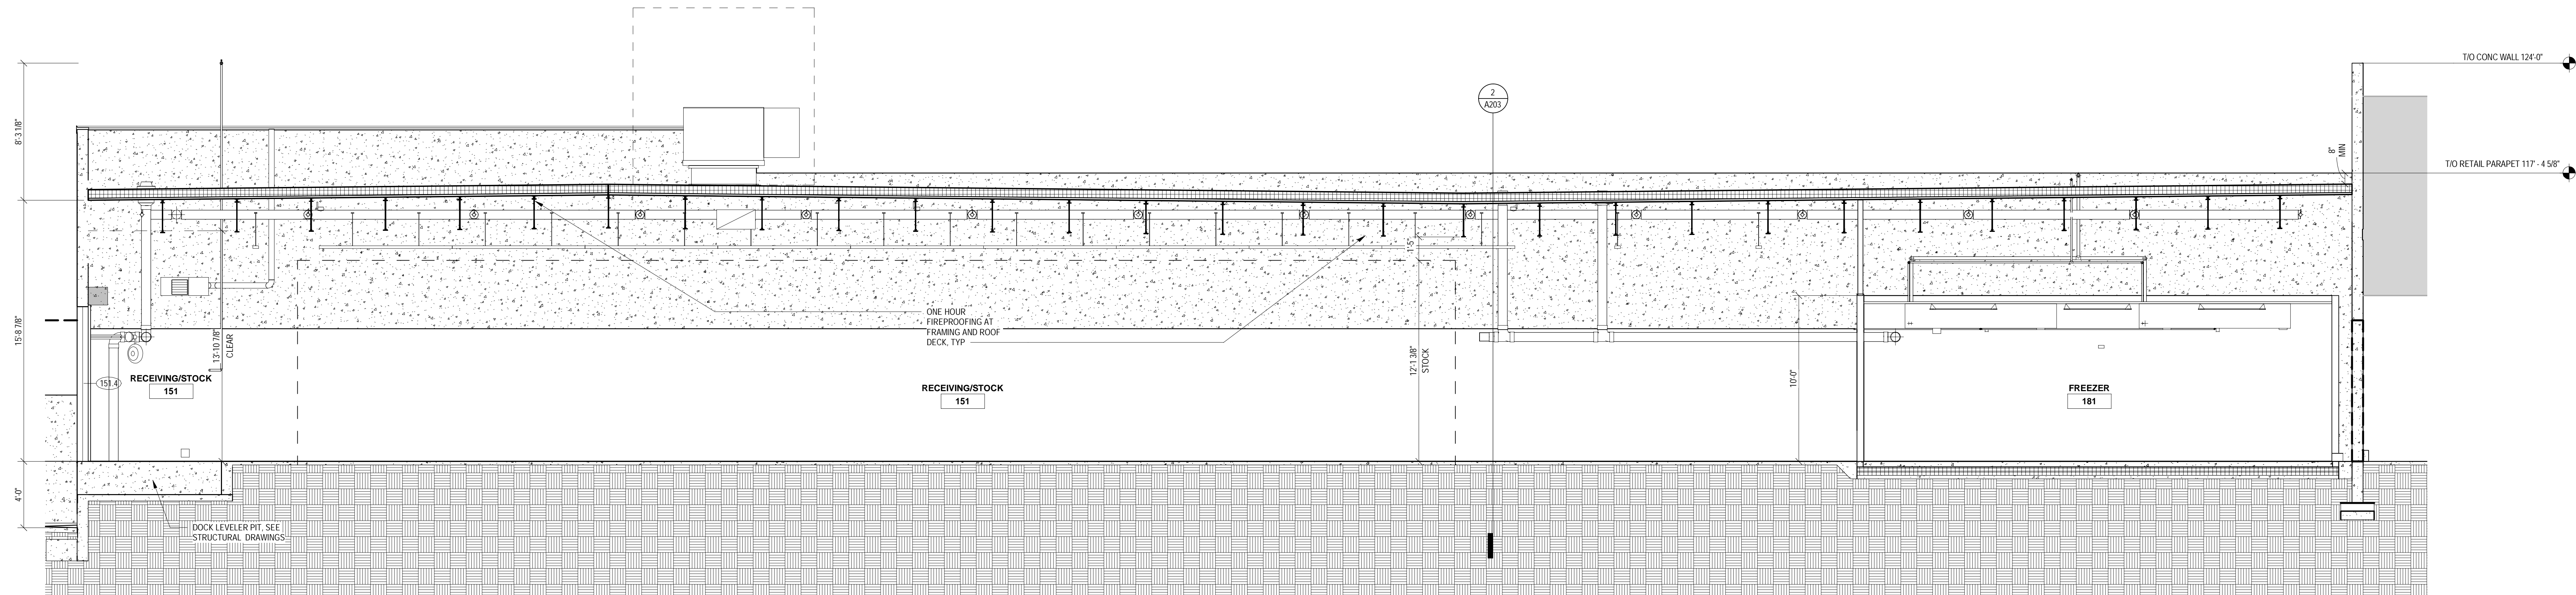 T/O CONC WALL 124'-0"
2
A203
8'-3 1/8"
8"
MIN
T/O RETAIL PARAPET 117' - 4 5/8"
1'-5"
ONE HOUR
FIREPROOFING AT
FRAMING AND ROOF
DECK, TYP
15'-8 7/8"
13'-10 7/8"
CLEAR
12'-1 3/8"
STOCK
10'-0"
151.4
RECEIVING/STOCK
151
RECEIVING/STOCK
151
FREEZER
181
4'-0"
DOCK LEVELER PIT, SEE
STRUCTURAL DRAWINGS